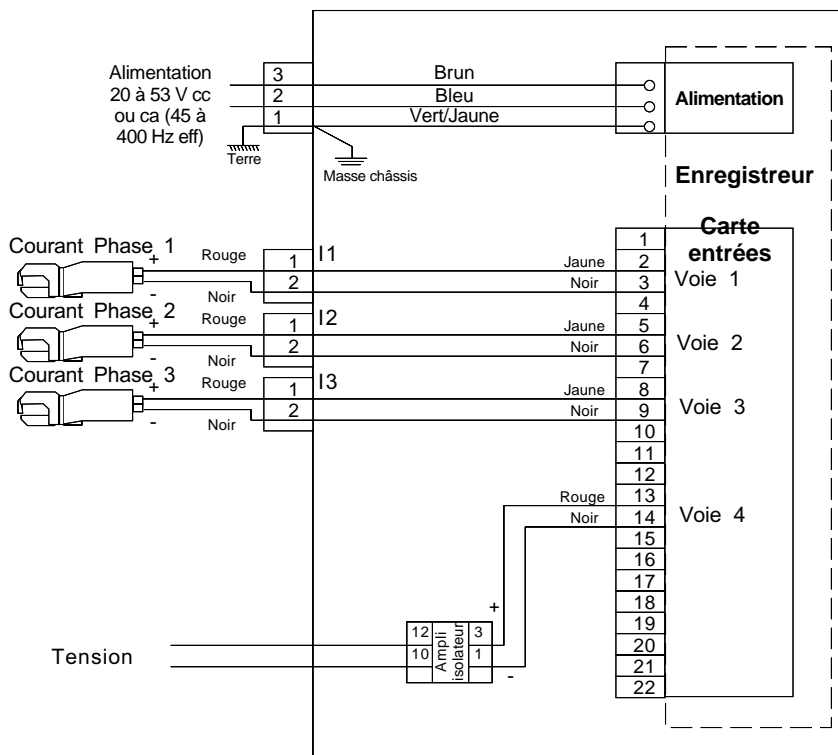 Alimentation
20 à 53 V cc
ou ca (45 à
400 Hz eff)
3
2
1
Brun
Bleu
Vert/Jaune
Alimentation
Terre
Masse châssis
Enregistreur
Carte
entrées
Courant Phase 1
+
-
Rouge
Noir
1
2
I1
Jaune
Noir
Courant Phase 2
+
-
Rouge
Noir
1
2
I2
Jaune
Noir
Courant Phase 3
+
-
Rouge
Noir
1
2
I3
Jaune
Noir
1
2
3
4
5
6
7
8
9
10
11
12
13
14
15
16
17
18
19
20
21
22
Voie 1
Voie 2
Voie 3
Voie 4
Rouge
Noir
Tension
12
10
Ampli
isolateur
3
1
+
-